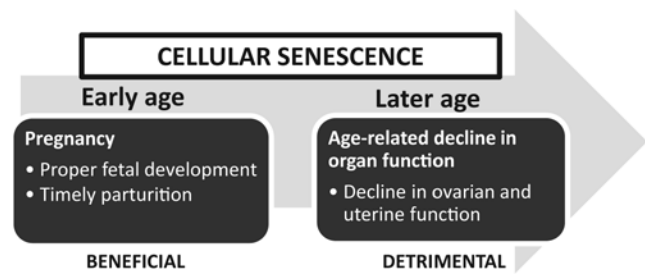 CELLULAR SENESCENCE
Early age
Later age
Pregnancy
• Proper fetal development
• Timely parturition
Age-related decline in
organ function
• Decline in ovarian and
uterine function
BENEFICIAL
DETRIMENTAL